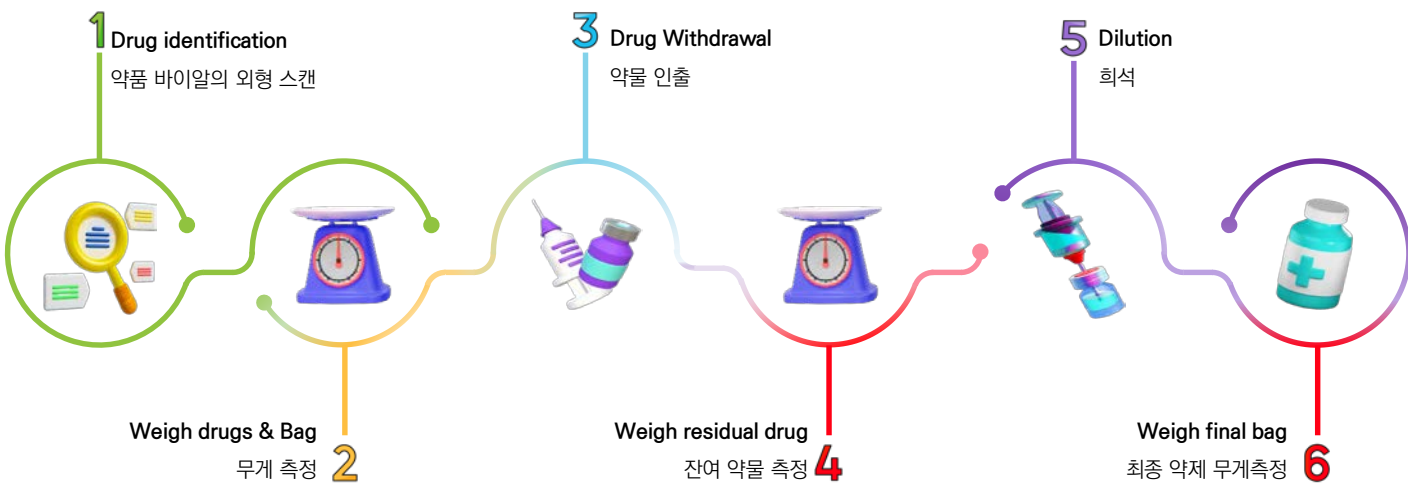 1 Drug identification
약품 바이알의 외형 스캔
Weigh drugs & Bag
무게 측정 2
3 Drug Withdrawal
약물 인출
Weigh residual drug
잔여 약물 측정 4
5 Dilution
희석
Weigh final bag
최종 약제 무게측정 6